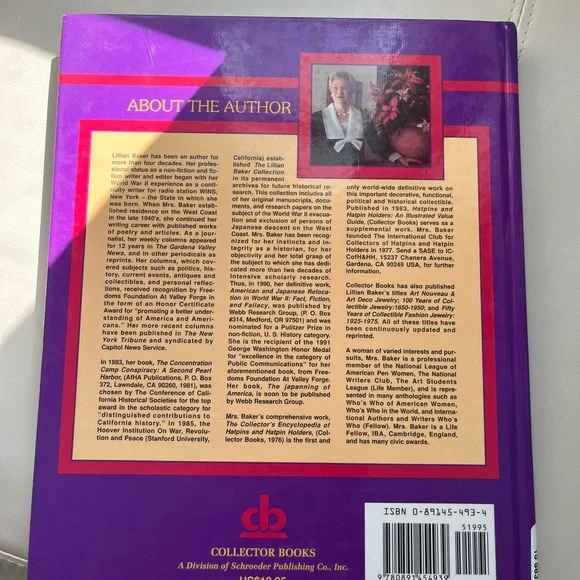 ABOUT THE AUTHOR
Lillian Baker has been an author for
more than four decades. Her profes-
sional status as a non-fiction and fic-
tion writer and editor began with her
World War II experience as a conti-
nuity writer for radio station WINS,
New York – the State in which she
was born. When Mrs. Baker estab-
lished residence on the West Coast
in the late 1940's, she continued her
writing career with published works
of poetry and articles. As a jour-
nalist, her weekly columns appeared
for 12 years in The Gardena Valley
News, and in other periodicals as
reprints. Her columns, which cov-
ered subjects such as politics, his-
tory, current events, antiques and
collectibles, and personal reflec-
tions, received recognition by Free-
doms Foundation At Valley Forge in
the form of an Honor Certificate
Award for "promoting a better under-
standing of America and Ameri-
cans." Her more recent columns
have been published in The New
York Tribune and syndicated by
Capitol News Service.
In 1983, her book, The Concentration
Camp Conspiracy: A Second Pearl
Harbor, (AfHA Publications, P.O. Box
372, Lawndale, CA 90260, 1981), was
chosen by The Conference of Cali-
fornia Historical Societies for the top
award in the scholastic category for
"distinguished contributions to
California history." In 1985, the
Hoover Institution On War, Revolu-
tion and Peace (Stanford University,
California) estab-
lished The Lillian
Baker Collection
in its permanent
archives for future historical re-
search. This collection includes all
of her original manuscripts, docu-
ments, and research papers on the
subject of the World War II evacua-
tion and exclusion of persons of
Japanese descent on the West
Coast. Mrs. Baker has been recog-
nized for her instincts and integ-
rity as a historian, for her
objectivity and her total grasp of
the subject to which she has dedi-
cated more than two decades of
intensive scholarly research.
Thus, in 1990, her definitive work,
American and Japanese Reloca-
tion in World War II: Fact, Fiction,
and Fallacy, was published by
Webb Research Group, (P.O. Box
#314, Medford, OR 97501) and was
nominated for a Pulitzer Prize in
non-fiction, U. S. History category.
She is the recipient of the 1991
George Washington Honor Medal
for "excellence in the category of
Public Communications" for her
aforementioned book, from Free-
doms Foundation At Valley Forge.
Her book, The Japanning of
America, is soon to be published
by Webb Research Group.
Mrs. Baker's comprehensive work,
The Collector's Encyclopedia of
Hatpins and Hatpin Holders, (Col-
lector Books, 1976) is the first and
only world-wide definitive work on
this important decorative, functional,
political and historical collectible.
Published in 1983, Hatpins and
Hatpin Holders: An Illustrated Value
Guide, (Collector Books) serves as a
supplemental work. Mrs. Baker
founded The International Club for
Collectors of Hatpins and Hatpin
Holders in 1977. Send a SASE to IC-
CofH&HH, 15237 Chanera Avenue,
Gardena, CA 90249 USA, for further
information.
Collector Books has also published
Lillian Baker's titles Art Nouveau &
Art Deco Jewelry; 100 Years of Col-
lectible Jewelry:1850-1950; and Fifty
Years of Collectible Fashion Jewelry:
1925-1975. All of these titles have
been continuously updated and
reprinted.
A woman of varied interests and pur-
suits, Mrs. Baker is a professional
member of the National League of
American Pen Women, The National
Writers Club, The Art Students
League (Life Member), and is repre-
sented in many anthologies such as
Who's Who of American Women,
Who's Who in the World, and Interna-
tional Authors and Writers Who's
Who (Fellow). Mrs. Baker is a Life
Fellow, IBA, Cambridge, England,
and has many civic awards.
cb
COLLECTOR BOOKS
A Division of Schroeder Publishing Co., Inc.
US$19.95
ISBN 0-89145-493-4
51995
9 780891 454939